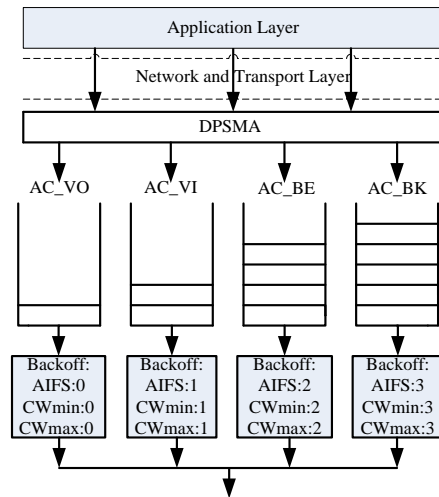 Application Layer
Network and Transport Layer
DPSMA
AC_VO AC_VI AC_BE AC_BK
Backoff: Backoff: Backoff: Backoff:
AIFS:0 AIFS:1 AIFS:2 AIFS:3
CWmin:0 CWmin:1 CWmin:2 CWmin:3
CWmax:0 CWmax:1 CWmax:2 CWmax:3